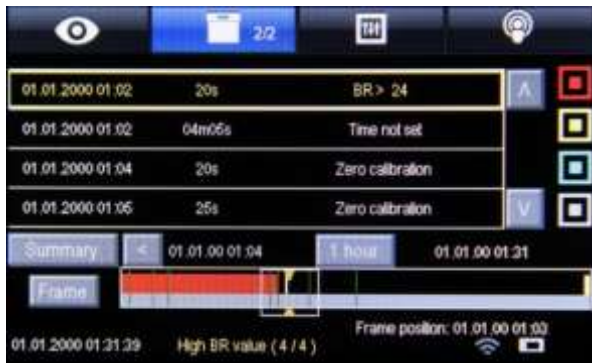 2/2
01.01.2000 01:02 20s BR > 24
01.01.2000 01:02 04m05s Time not set
01.01.2000 01:04 20s Zero calibration
01.01.2000 01:05 25s Zero calibration
Summary < 01.01.00 01:04 1 hour 01.01.00 01:31
Frame
Frame position: 01.01.00 01:03
01.01.2000 01:31:39 High BR value ( 4 / 4 )